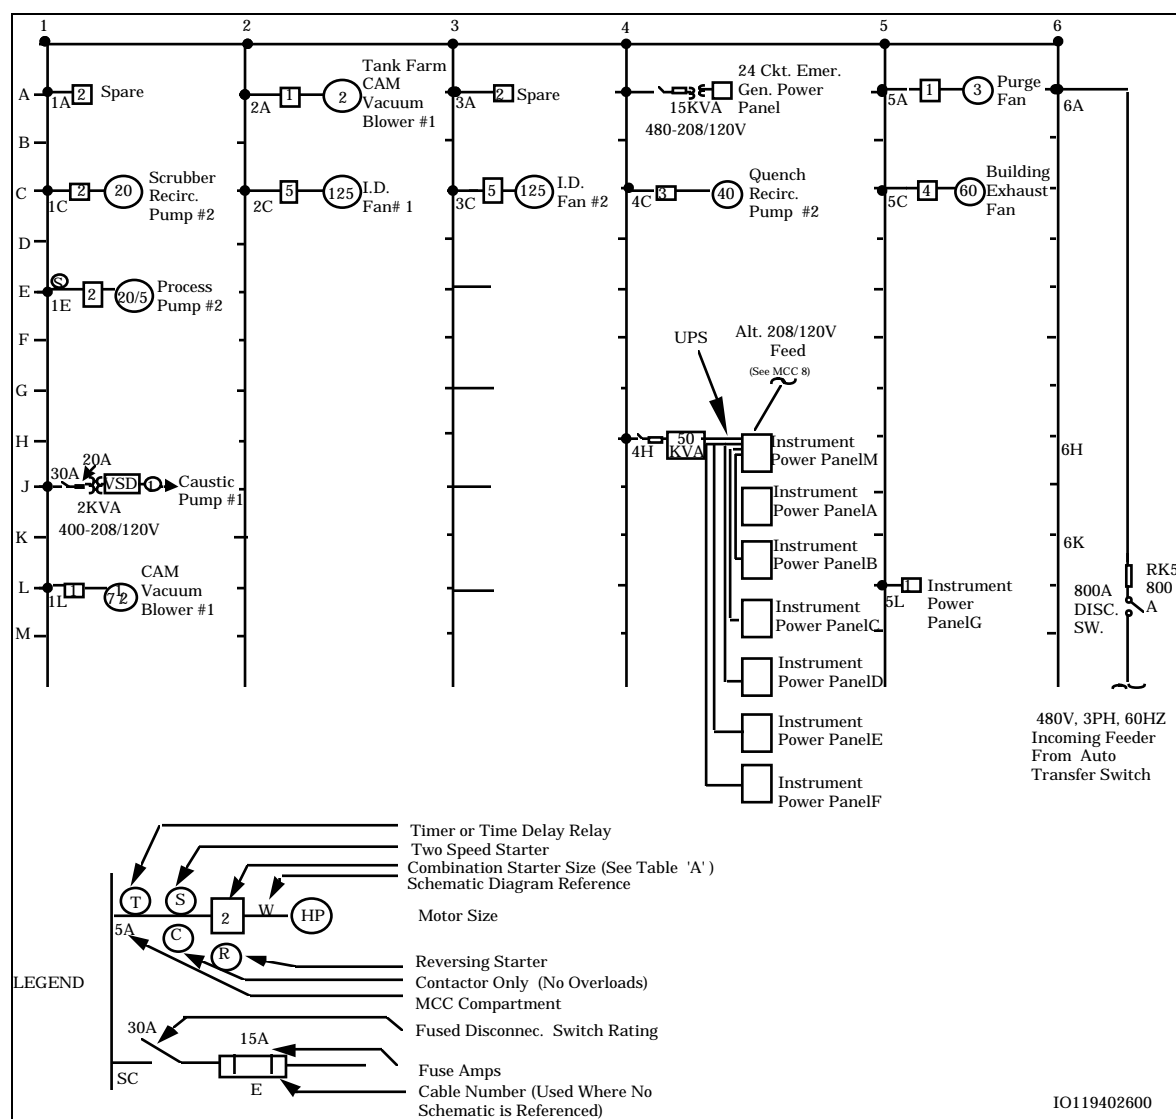 1 2 3 4 5 6
A
1A
2
Spare
2A
1
2
Tank Farm
CAM
Vacuum
Blower #1
3A
2
Spare
15KVA
480-208/120V
24 Ckt. Emer.
Gen. Power
Panel
5A
1
3
Purge
Fan
6A
B
C
1C
2
20
Scrubber
Recirc.
Pump #2
2C
5
125
I.D.
Fan# 1
3C
5
125
I.D.
Fan #2
4C
3
40
Quench
Recirc.
Pump #2
5C
4
60
Building
Exhaust
Fan
D
E
S
1E
2
20/5
Process
Pump #2
F
UPS
Alt. 208/120V
Feed
(See MCC 8)
G
H
4H
50
KVA
Instrument
Power PanelM
6H
J
30A
20A
VSD
1
Caustic
Pump #1
2KVA
400-208/120V
Instrument
Power PanelA
K
Instrument
Power PanelB
6K
L
1L
1
7 1/2
CAM
Vacuum
Blower #1
Instrument
Power PanelC
5L
1
Instrument
Power
PanelG
800A
DISC.
SW.
RK5
800
A
M
Instrument
Power PanelD
Instrument
Power PanelE
Instrument
Power PanelF
480V, 3PH, 60HZ
Incoming Feeder
From Auto
Transfer Switch
LEGEND
Timer or Time Delay Relay
Two Speed Starter
Combination Starter Size (See Table 'A' )
Schematic Diagram Reference
T
S
2
W
HP
Motor Size
5A
C
R
Reversing Starter
Contactor Only (No Overloads)
MCC Compartment
30A
Fused Disconnec. Switch Rating
15A
Fuse Amps
SC
E
Cable Number (Used Where No
Schematic is Referenced)
IO119402600